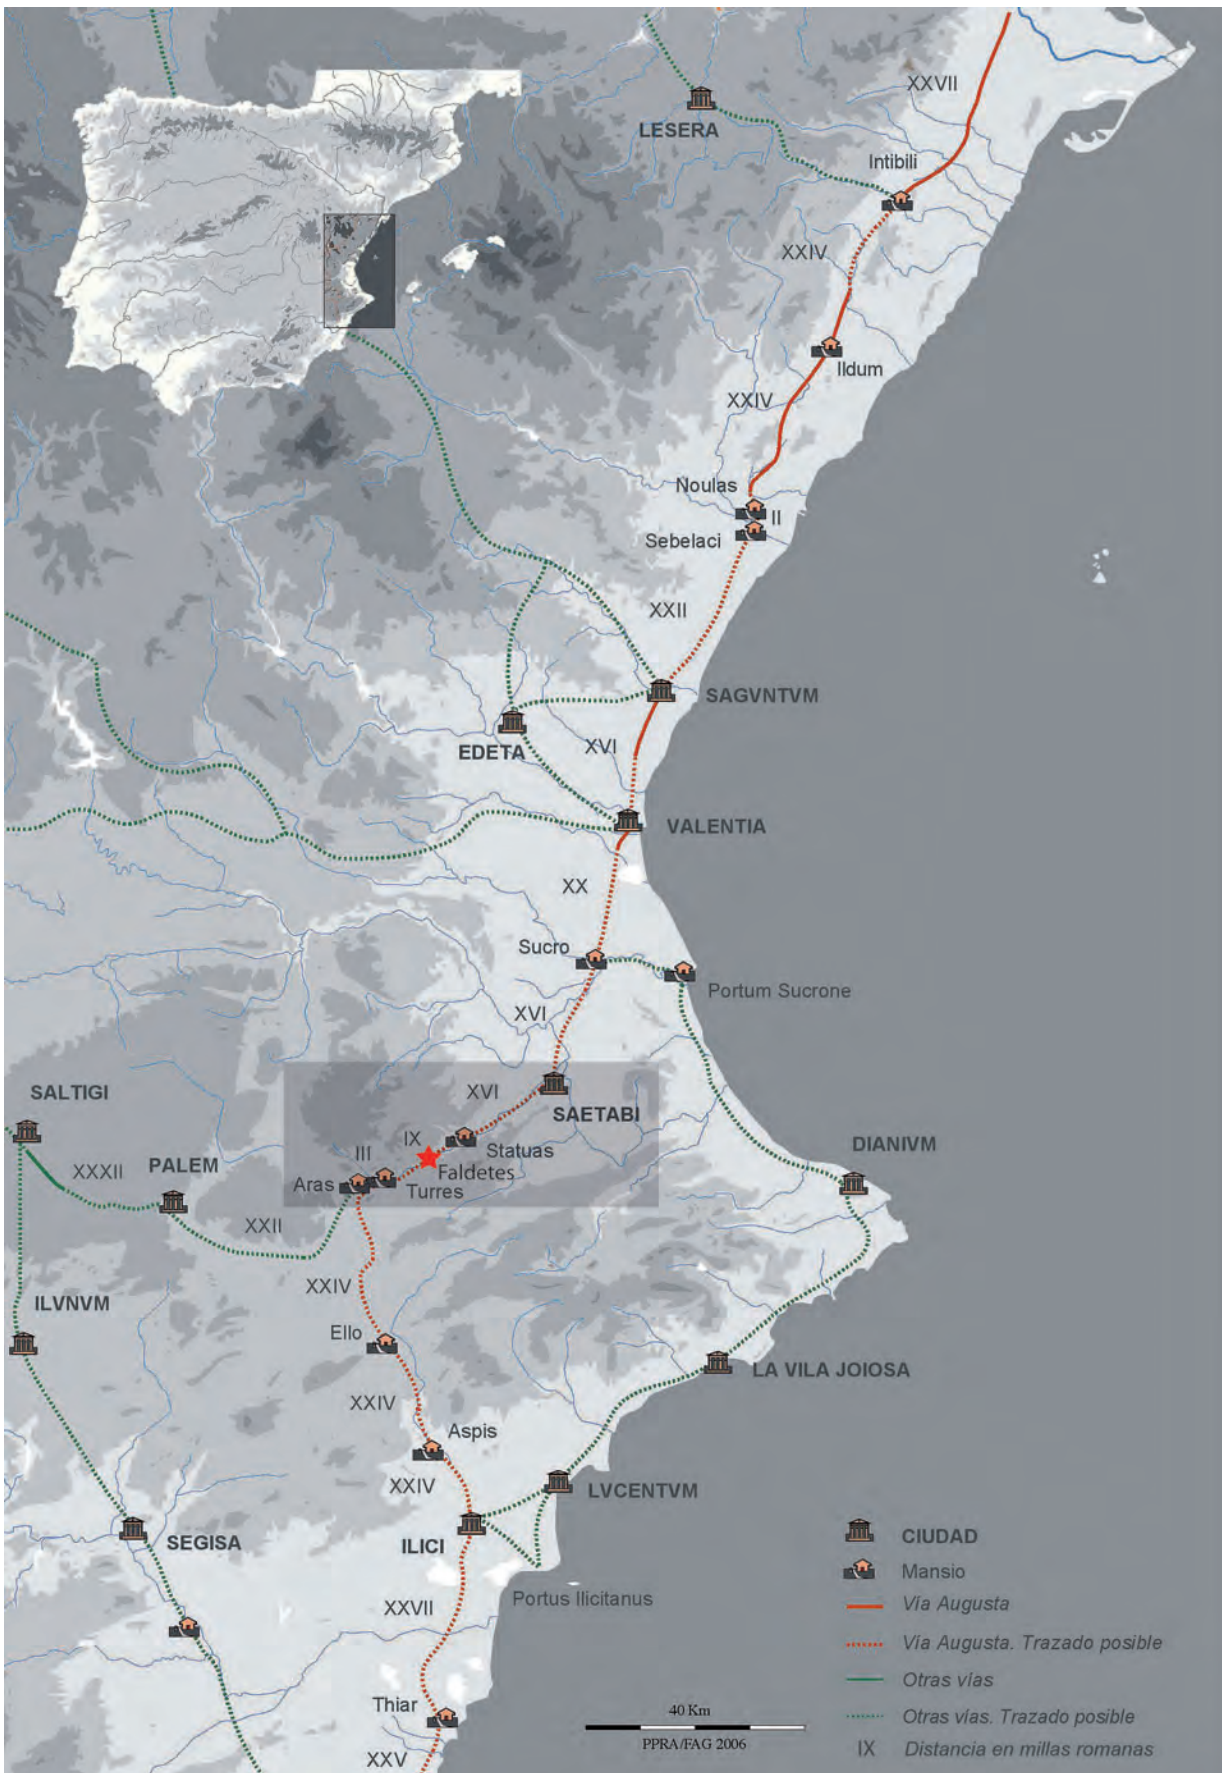 XXVII
LESERA
Intibili
XXIV
Ildum
XXIV
Noulas
II
Sebelaci
XXII
SAGVNTVM
EDETA
XVI
VALENTIA
XX
Sucro
Portum Sucrone
XVI
SALTIGI
XVI
SAETABI
IX
Statuas
DIANIVM
III
Faldetes
XXXII
PALEM
Aras
Turres
XXII
XXIV
ILVNVM
Ello
LA VILA JOIOSA
XXIV
Aspis
XXIV
LVCENTVM
SEGISA
ILICI
Portus Ilicitanus
XXVII
Thiar
XXV
40 Km
PPRA/FAG 2006
CIUDAD
Mansio
Vía Augusta
Vía Augusta. Trazado posible
Otras vías
Otras vías. Trazado posible
IX Distancia en millas romanas